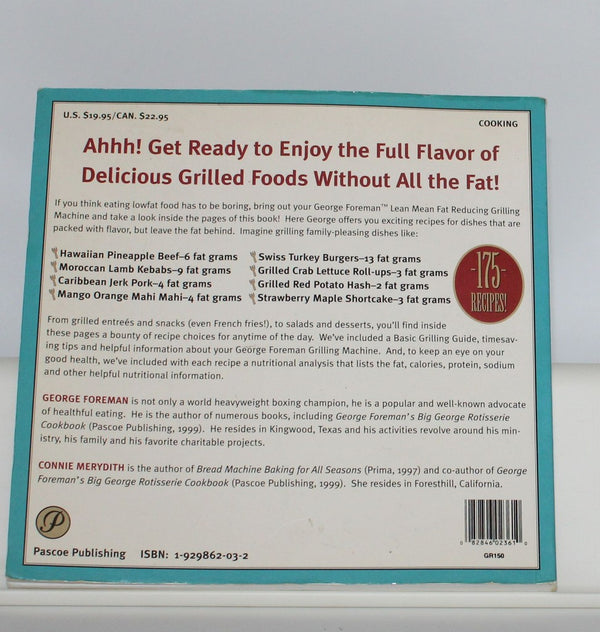 U.S. $19.95/CAN. $22.95
COOKING
Ahhh! Get Ready to Enjoy the Full Flavor of
Delicious Grilled Foods Without All the Fat!
If you think eating lowfat food has to be boring, bring out your George Foreman™ Lean Mean Fat Reducing Grilling
Machine and take a look inside the pages of this book! Here George offers you exciting recipes for dishes that are
packed with flavor, but leave the fat behind. Imagine grilling family-pleasing dishes like:
Hawaiian Pineapple Beef–6 fat grams
Moroccan Lamb Kebabs–9 fat grams
Caribbean Jerk Pork–4 fat grams
Mango Orange Mahi Mahi–4 fat grams
Swiss Turkey Burgers–13 fat grams
Grilled Crab Lettuce Roll-ups–3 fat grams
Grilled Red Potato Hash–2 fat grams
Strawberry Maple Shortcake–3 fat grams
-175-
RECIPES!
From grilled entreés and snacks (even French fries!), to salads and desserts, you'll find inside
these pages a bounty of recipe choices for anytime of the day. We've included a Basic Grilling Guide, timesav-
ing tips and helpful information about your George Foreman Grilling Machine. And, to keep an eye on your
good health, we've included with each recipe a nutritional analysis that lists the fat, calories, protein, sodium
and other helpful nutritional information.
GEORGE FOREMAN is not only a world heavyweight boxing champion, he is a popular and well-known advocate
of healthful eating. He is the author of numerous books, including George Foreman's Big George Rotisserie
Cookbook (Pascoe Publishing, 1999). He resides in Kingwood, Texas and his activities revolve around his min-
istry, his family and his favorite charitable projects.
CONNIE MERYDITH is the author of Bread Machine Baking for All Seasons (Prima, 1997) and co-author of George
Foreman's Big George Rotisserie Cookbook (Pascoe Publishing, 1999). She resides in Foresthill, California.
P
Pascoe Publishing ISBN: 1-929862-03-2
0 82846 02361 0
GR150